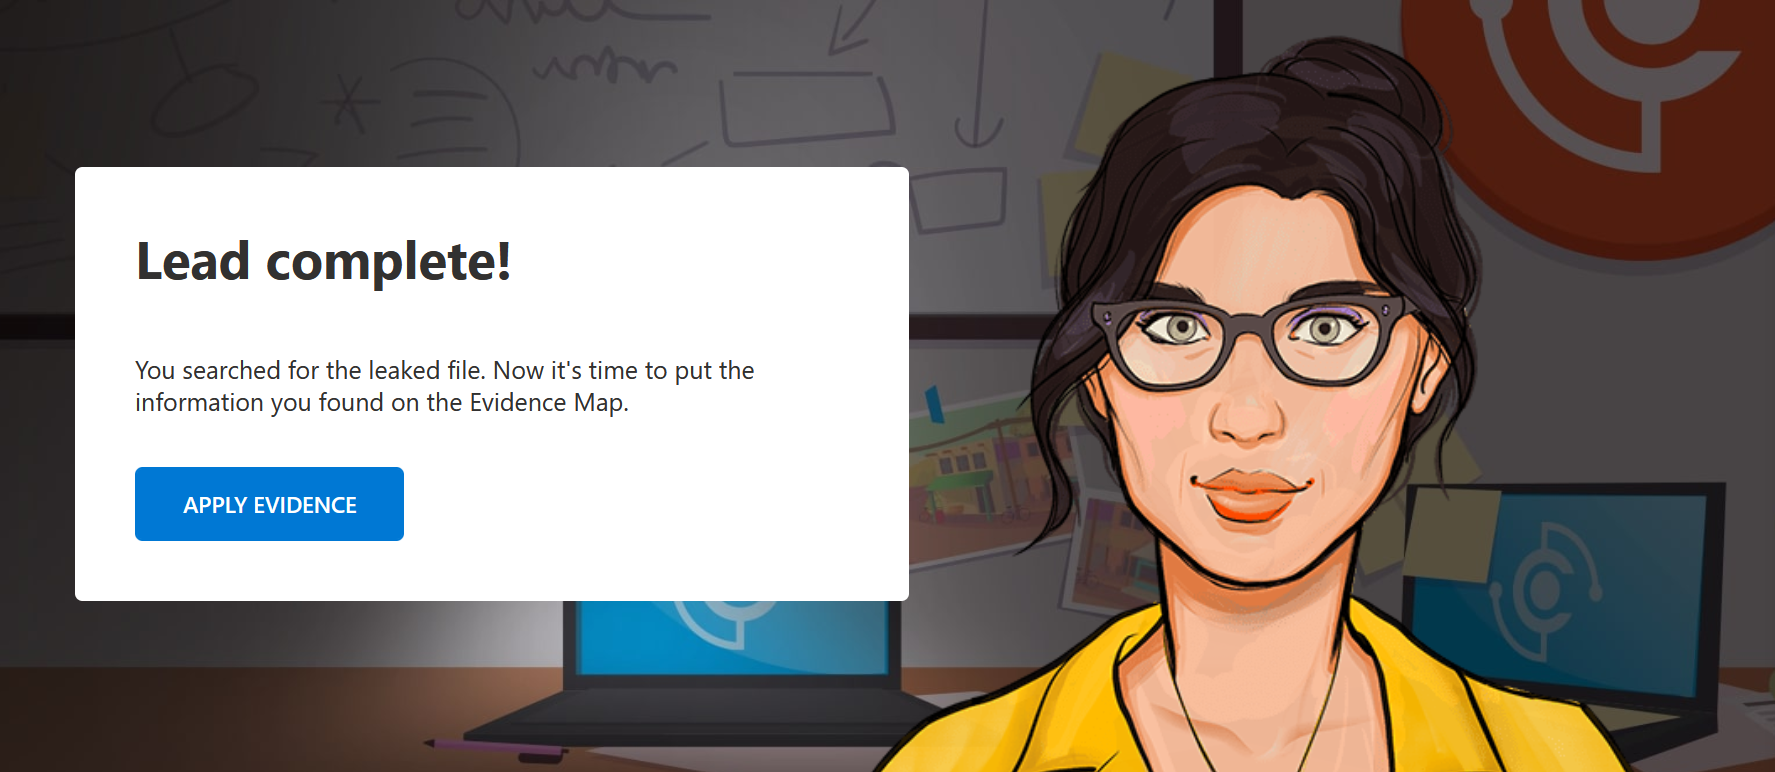 Lead complete!
You searched for the leaked file. Now it's time to put the
information you found on the Evidence Map.
APPLY EVIDENCE